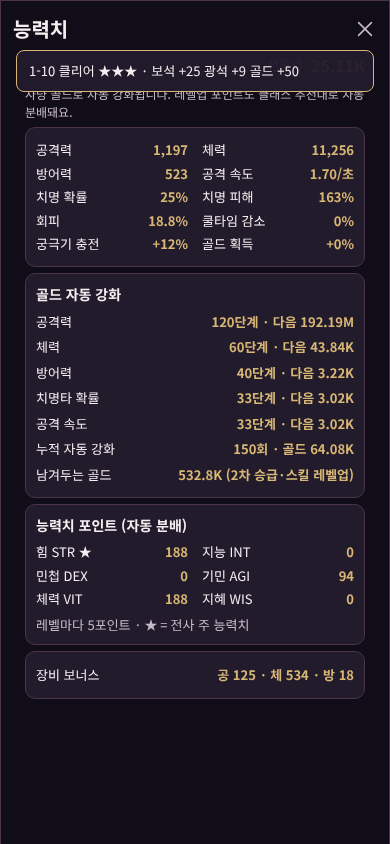 능력치
1-10 클리어 ★★★ · 보석 +25 광석 +9 골드 +50
사냥 골드로 자동 강화됩니다. 레벨업 포인트도 클래스 추천대로 자동
분배돼요.
공격력 1,197 체력 11,256
방어력 523 공격 속도 1.70/초
치명 확률 25% 치명 피해 163%
회피 18.8% 쿨타임 감소 0%
궁극기 충전 +12% 골드 획득 +0%
골드 자동 강화
공격력 120단계 · 다음 192.19M
체력 60단계 · 다음 43.84K
방어력 40단계 · 다음 3.22K
치명타 확률 33단계 · 다음 3.02K
공격 속도 33단계 · 다음 3.02K
누적 자동 강화 150회 · 골드 64.08K
남겨두는 골드 532.8K (2차 승급·스킬 레벨업)
능력치 포인트 (자동 분배)
힘 STR ★ 188 지능 INT 0
민첩 DEX 0 기민 AGI 94
체력 VIT 188 지혜 WIS 0
레벨마다 5포인트 · ★ = 전사 주 능력치
장비 보너스 공 125 · 체 534 · 방 18